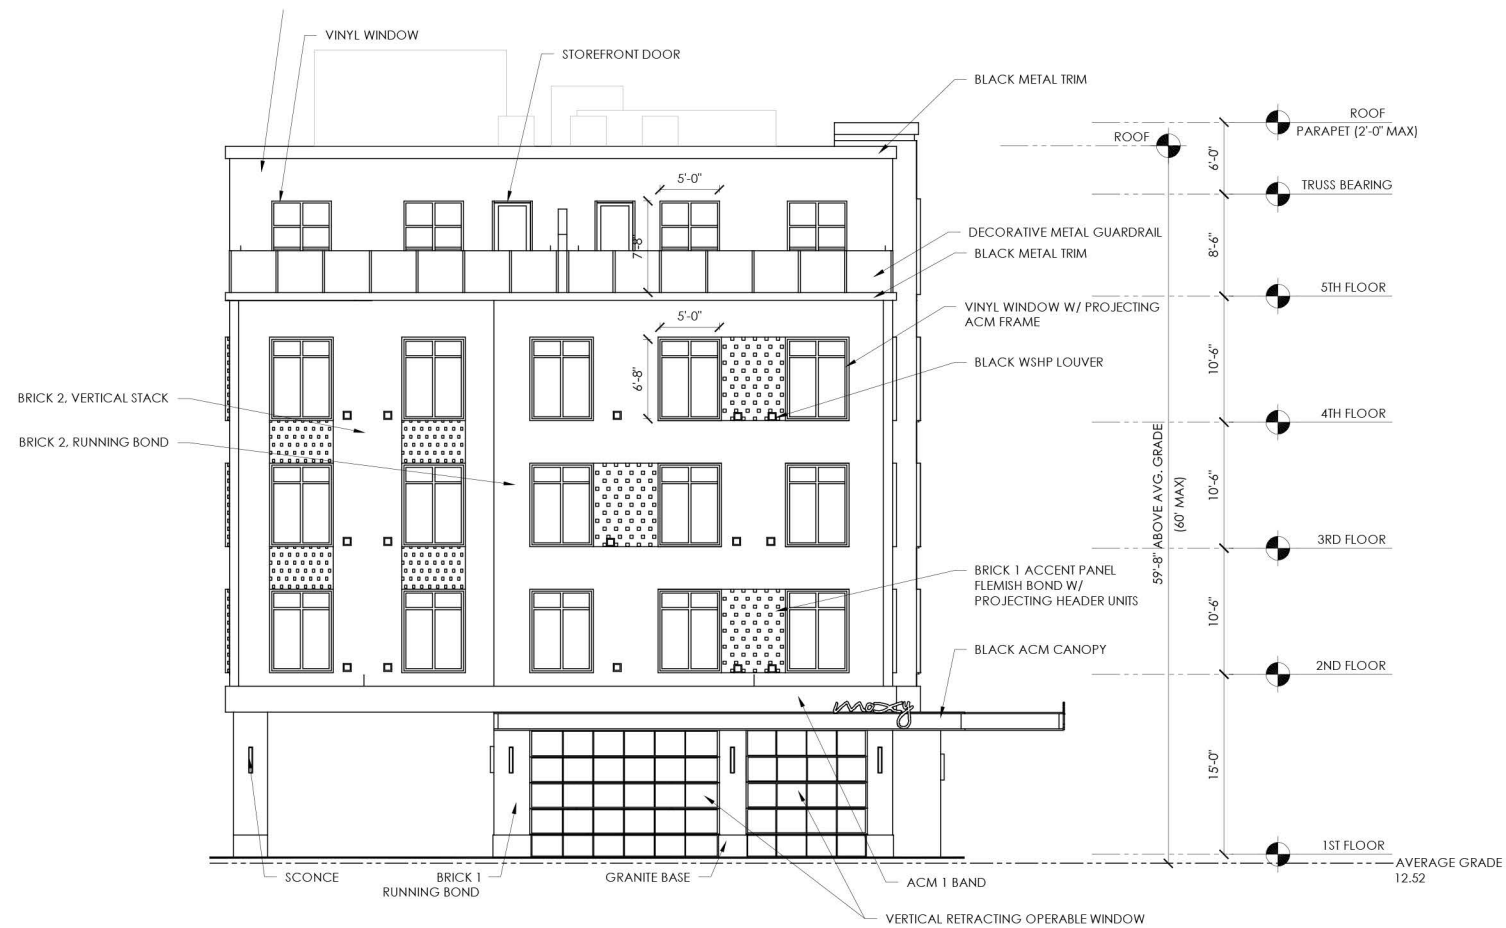 VINYL WINDOW
STOREFRONT DOOR
BLACK METAL TRIM
ROOF
ROOF
PARAPET (2'-0" MAX)
6'-0"
TRUSS BEARING
5'-0"
7'-8"
DECORATIVE METAL GUARDRAIL
BLACK METAL TRIM
8'-6"
5TH FLOOR
VINYL WINDOW W/ PROJECTING
ACM FRAME
5'-0"
6'-8"
BLACK WSHP LOUVER
10'-6"
BRICK 2, VERTICAL STACK
4TH FLOOR
BRICK 2, RUNNING BOND
59'-8" ABOVE AVG. GRADE
(60' MAX)
10'-6"
3RD FLOOR
BRICK 1 ACCENT PANEL
FLEMISH BOND W/
PROJECTING HEADER UNITS
10'-6"
BLACK ACM CANOPY
2ND FLOOR
moxy
15'-0"
1ST FLOOR
AVERAGE GRADE
12.52
SCONCE
BRICK 1
RUNNING BOND
GRANITE BASE
ACM 1 BAND
VERTICAL RETRACTING OPERABLE WINDOW